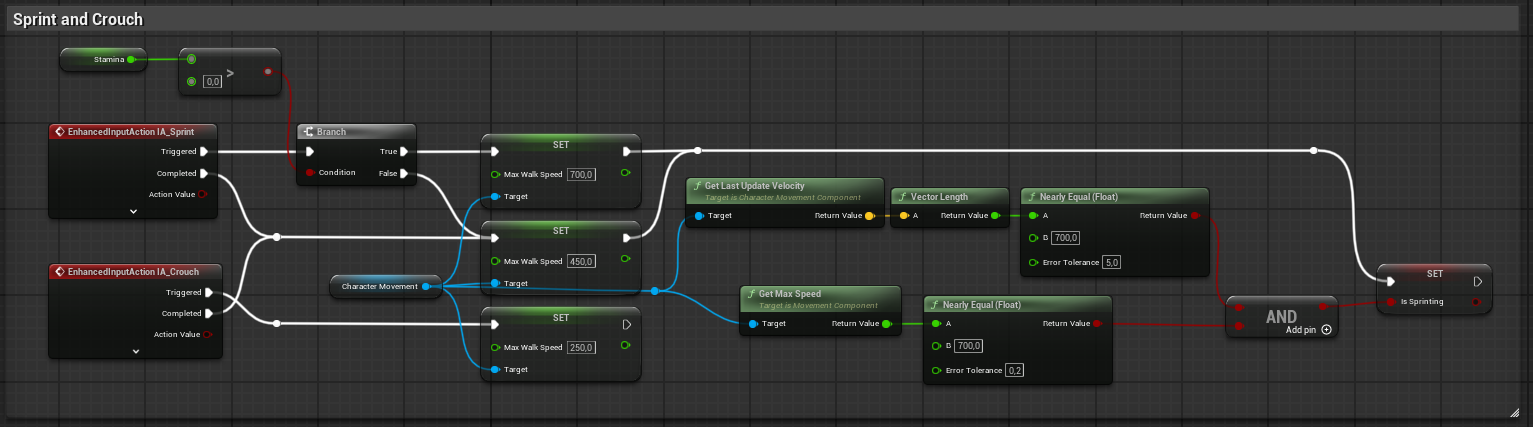 Sprint and Crouch
Stamina
0,0
>
EnhancedInputAction IA_Sprint
Triggered
Completed
Action Value
Branch
True
Condition
False
SET
Max Walk Speed 700,0
Target
SET
Max Walk Speed 450,0
Target
EnhancedInputAction IA_Crouch
Triggered
Completed
Action Value
Character Movement
SET
Max Walk Speed 250,0
Target
Get Last Update Velocity
Target is Character Movement Component
Target Return Value
Vector Length
A Return Value
Nearly Equal (Float)
A Return Value
B 700,0
Error Tolerance 5,0
Get Max Speed
Target is Movement Component
Target Return Value
Nearly Equal (Float)
A Return Value
B 700,0
Error Tolerance 0,2
AND
Add pin
SET
Is Sprinting